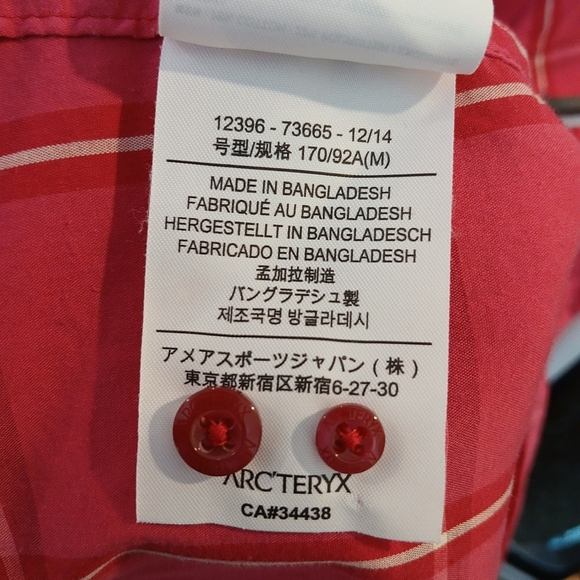 12396 - 73665 - 12/14
号型/规格 170/92A(M)
MADE IN BANGLADESH
FABRIQUÉ AU BANGLADESH
HERGESTELLT IN BANGLADESCH
FABRICADO EN BANGLADESH
孟加拉制造
バングラデシュ製
제조국명 방글라데시
アメアスポーツジャパン(株)
東京都新宿区新宿6-27-30
ARC'TERYX
CA#34438